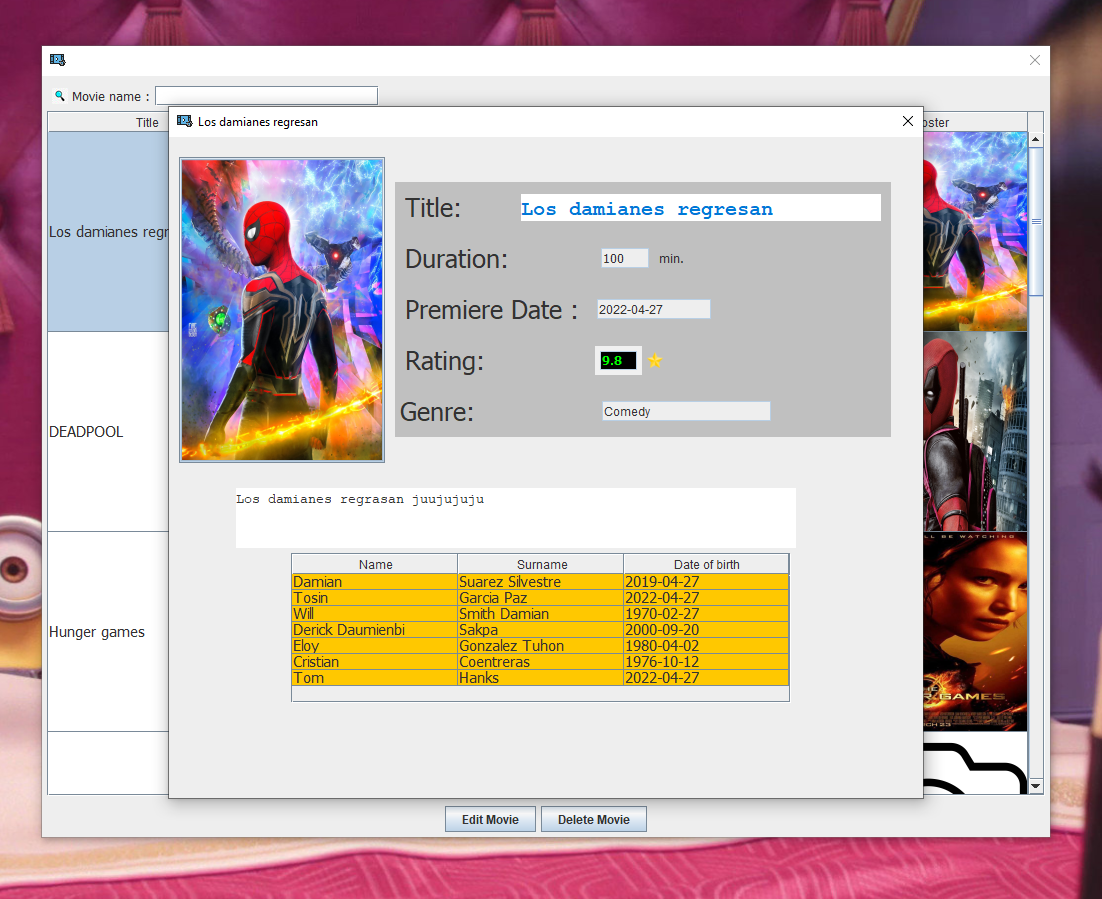 Movie name :
Title
oster
Los damianes regr
DEADPOOL
Hunger games
Los damianes regresan
Title: Los damianes regresan
Duration: 100 min.
Premiere Date : 2022-04-27
Rating: 9.8
Genre: Comedy
Los damianes regrasan juujujuju
Name Surname Date of birth
Damian Suarez Silvestre 2019-04-27
Tosin Garcia Paz 2022-04-27
Will Smith Damian 1970-02-27
Derick Daumienbi Sakpa 2000-09-20
Eloy Gonzalez Tuhon 1980-04-02
Cristian Coentreras 1976-10-12
Tom Hanks 2022-04-27
LL BE WATCHING
R GAMES
CH 23
Edit Movie Delete Movie